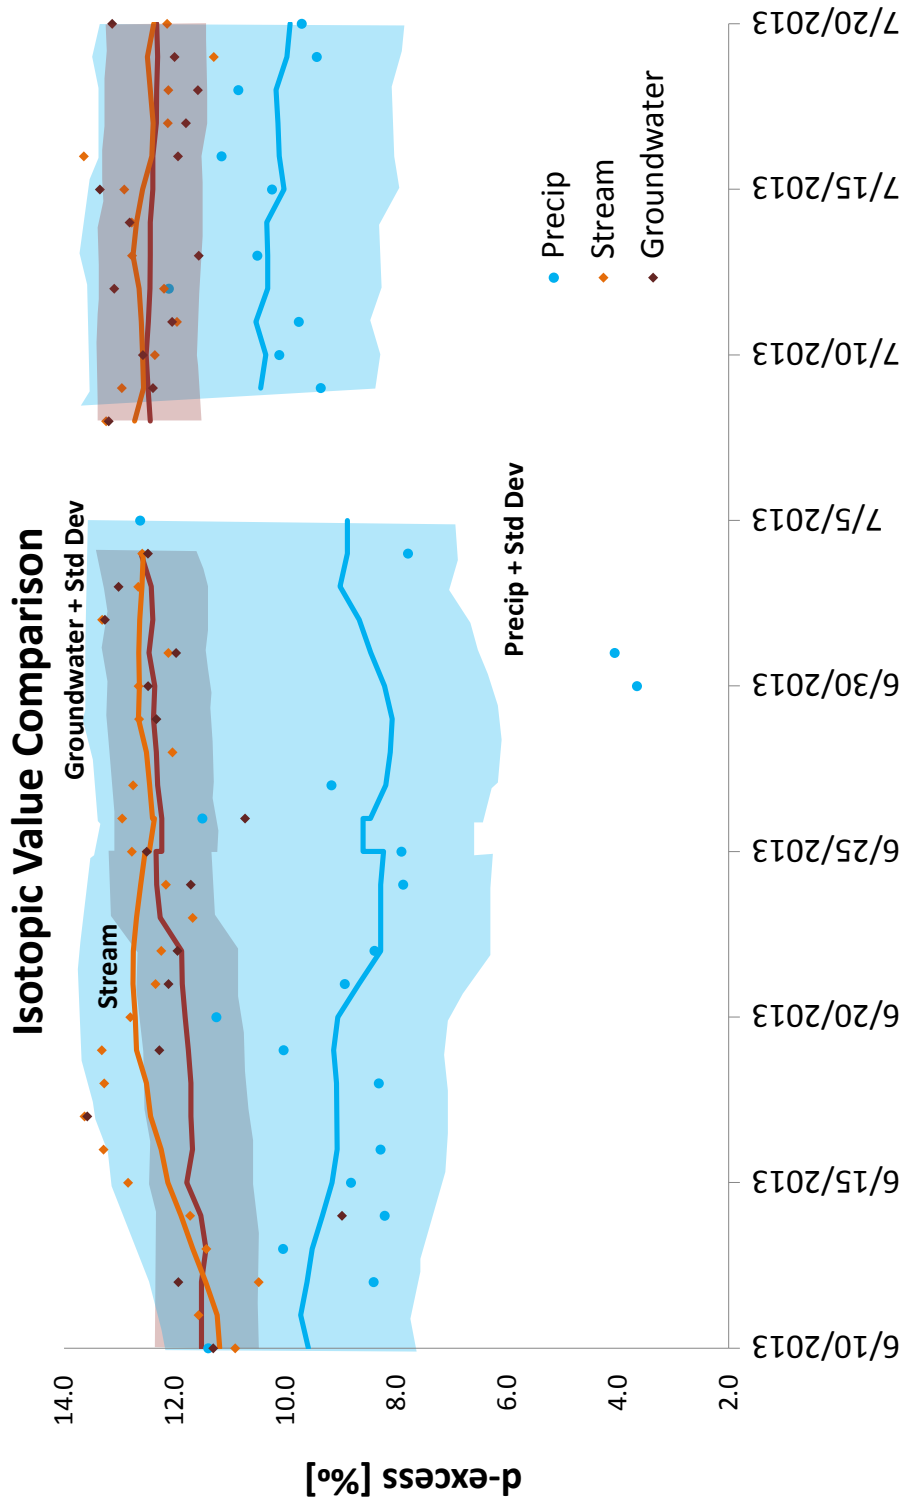 Isotopic Value Comparison
Groundwater + Std Dev
Stream
Precip + Std Dev
d-excess [‰]
14.0
12.0
10.0
8.0
6.0
4.0
2.0
6/10/2013
6/15/2013
6/20/2013
6/25/2013
6/30/2013
7/5/2013
7/10/2013
7/15/2013
7/20/2013
Precip
Stream
Groundwater